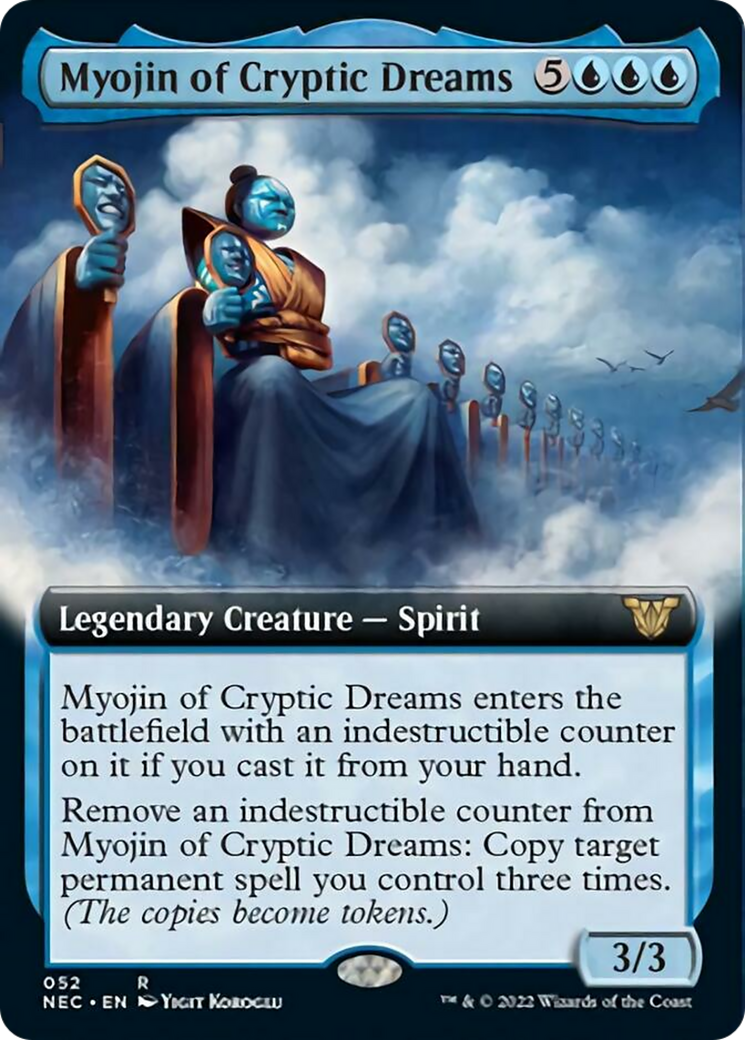 Myojin of Cryptic Dreams 5
Legendary Creature — Spirit
Myojin of Cryptic Dreams enters the
battlefield with an indestructible counter
on it if you cast it from your hand.
Remove an indestructible counter from
Myojin of Cryptic Dreams: Copy target
permanent spell you control three times.
(The copies become tokens.)
3/3
052 R
NEC • EN Yigit Koroglu
™ & © 2022 Wizards of the Coast